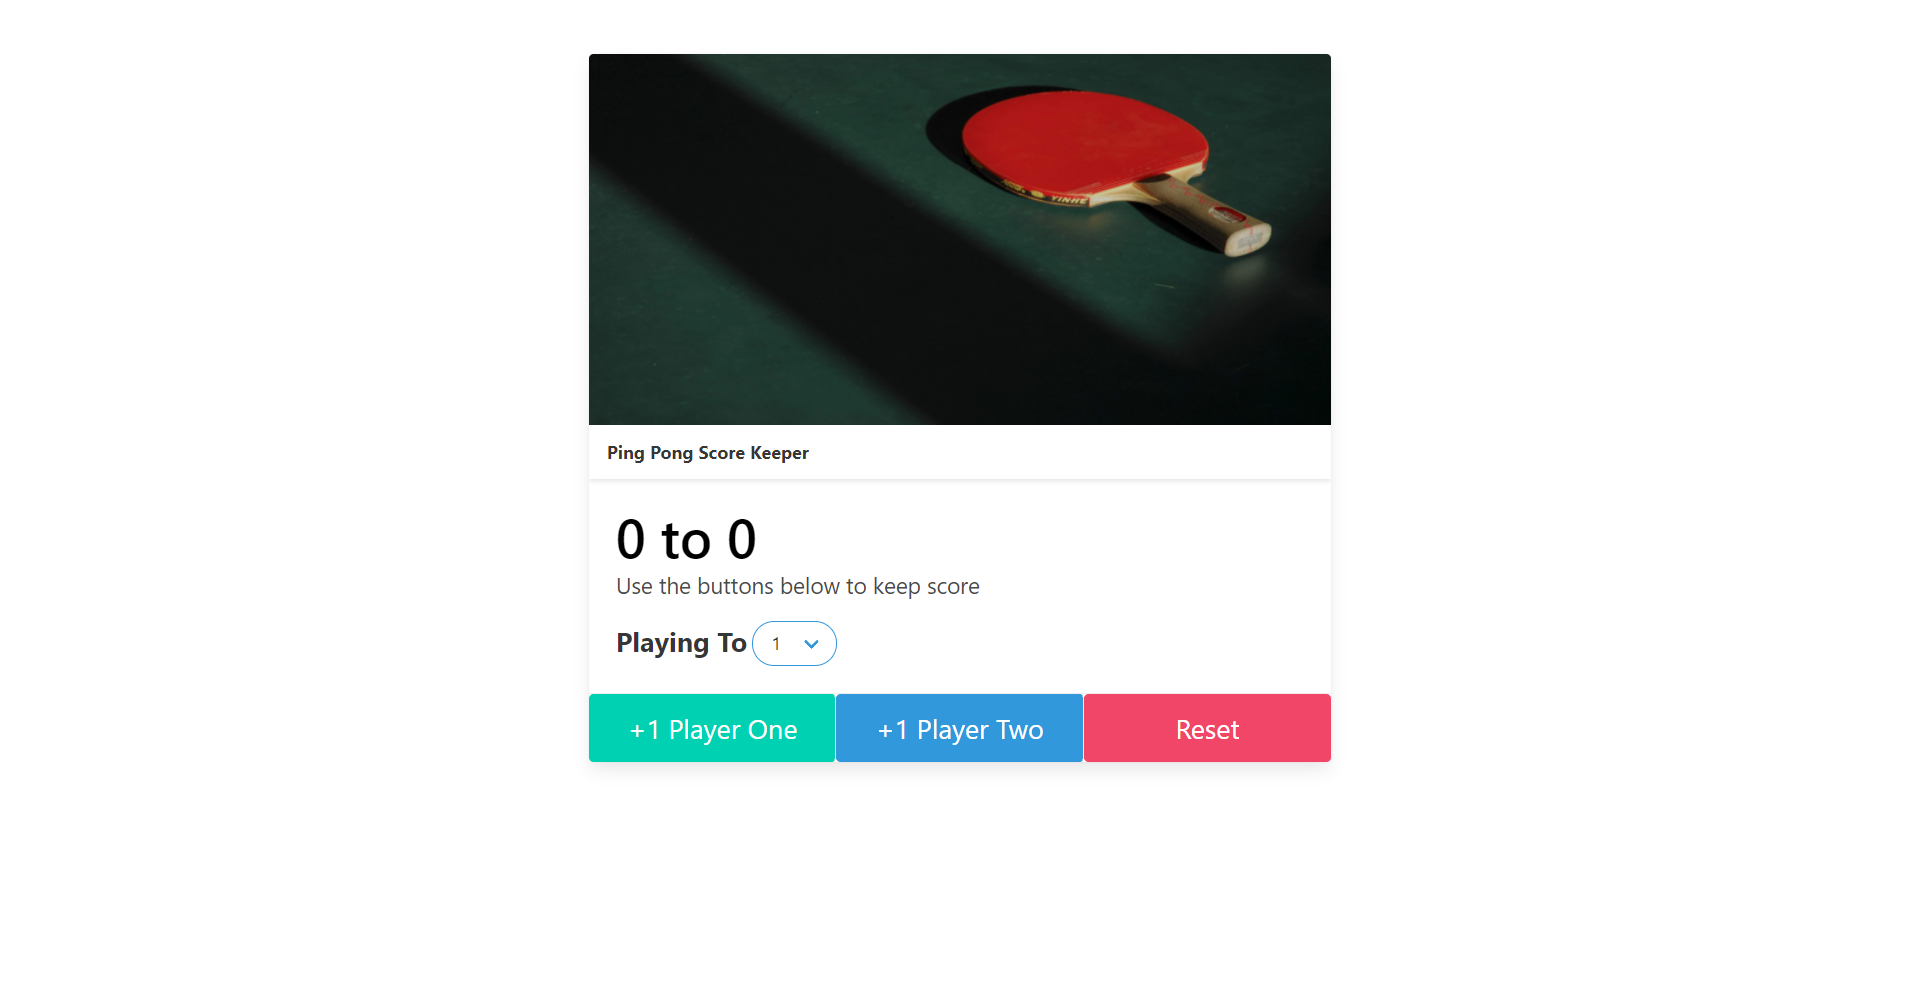 YINHE
Ping Pong Score Keeper
0 to 0
Use the buttons below to keep score
Playing To 1
+1 Player One +1 Player Two Reset